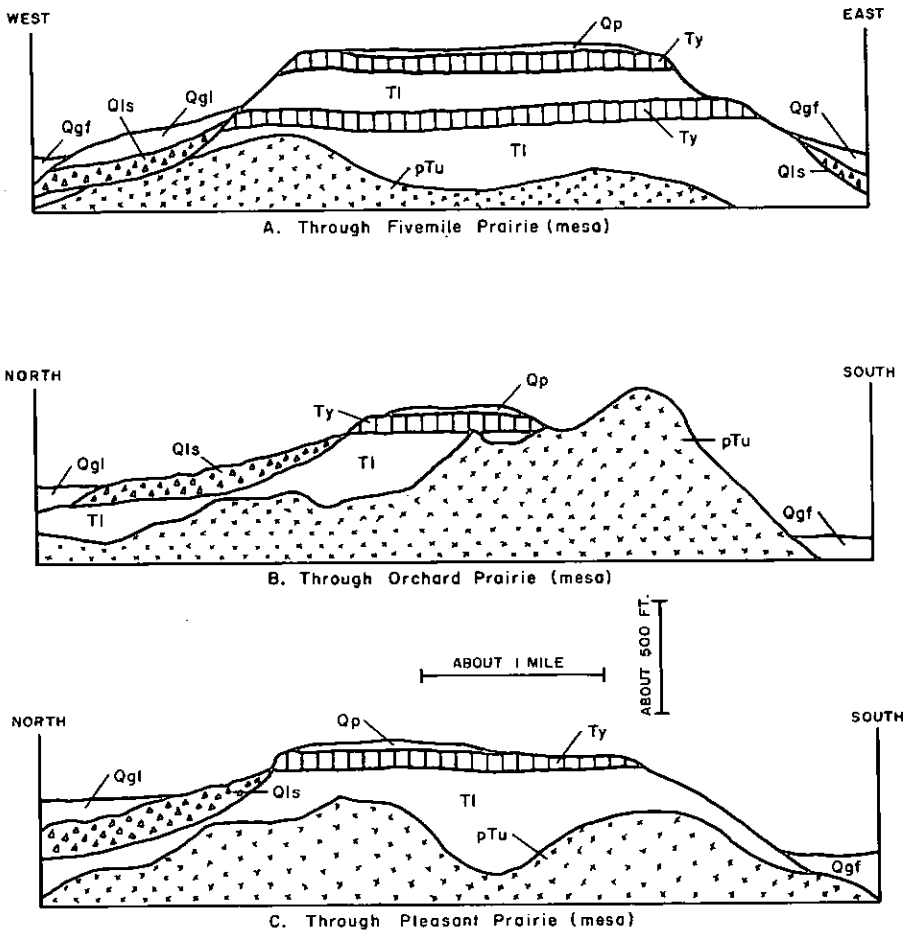 WEST
EAST
Qp
Ty
Qls
Qgl
Qgf
Tl
Qgf
Ty
Tl
pTu
Qls
A. Through Fivemile Prairie (mesa)
NORTH
SOUTH
Qp
Ty
Qls
pTu
Qgl
Tl
Tl
Qgf
B. Through Orchard Prairie (mesa)
ABOUT 1 MILE
ABOUT 500 FT.
NORTH
SOUTH
Qp
Ty
Qgl
Qls
Tl
pTu
Qgf
C. Through Pleasant Prairie (mesa)